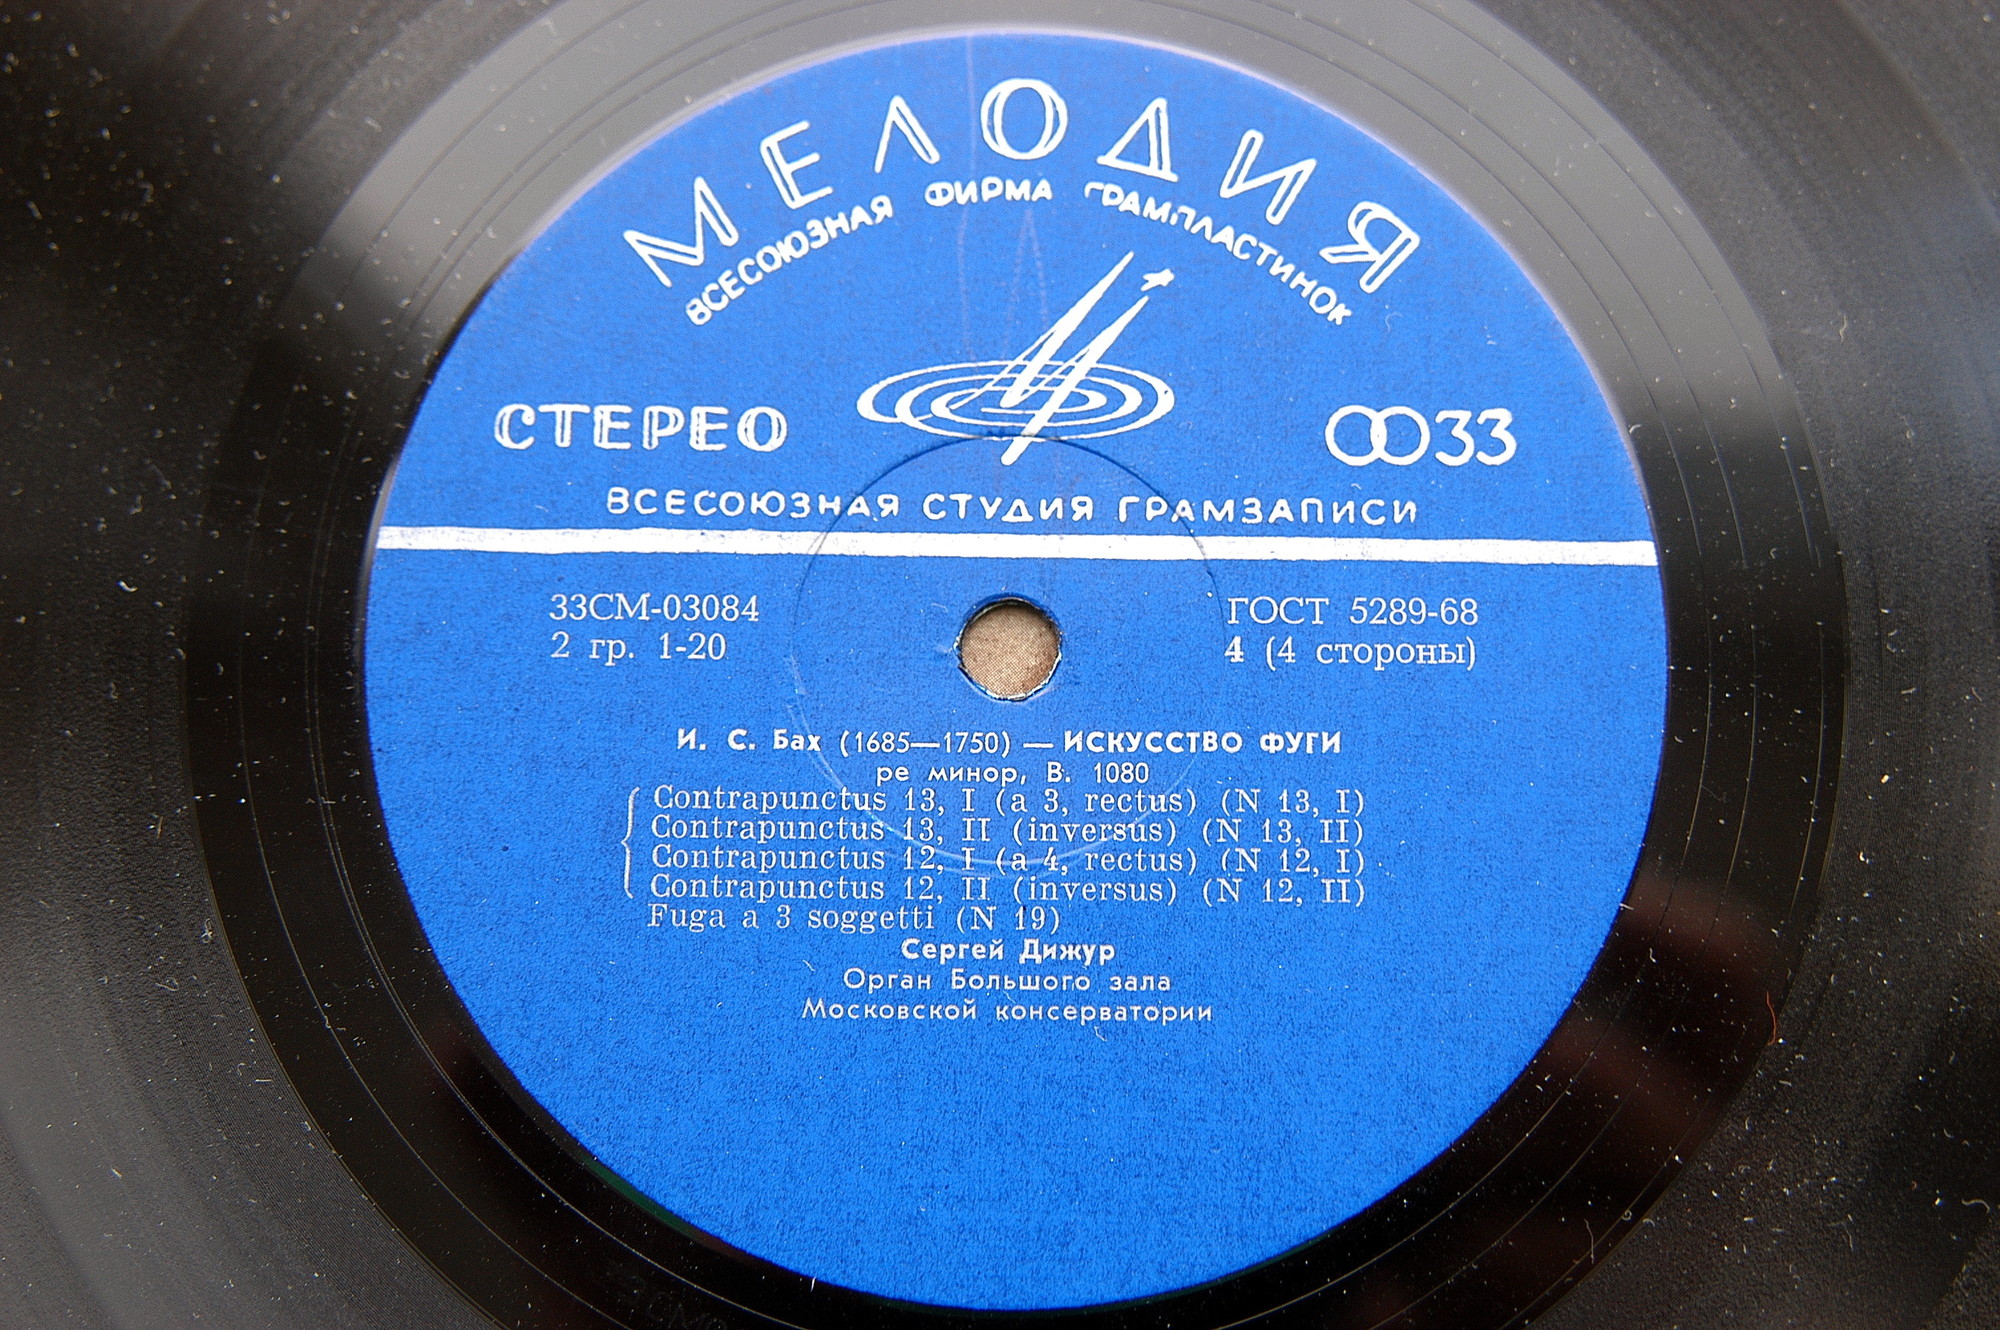 МЕЛОДИЯ
ВСЕСОЮЗНАЯ ФИРМА ГРАМПЛАСТИНОК
СТЕРЕО
33
ВСЕСОЮЗНАЯ СТУДИЯ ГРАМЗАПИСИ
33СМ-03084
ГОСТ 5289-68
2 гр. 1-20
4 (4 стороны)
И. С. Бах (1685—1750) — ИСКУССТВО ФУГИ
ре минор, В. 1080
Contrapunctus 13, I (a 3, rectus) (N 13, I)
Contrapunctus 13, II (inversus) (N 13, II)
Contrapunctus 12, I (a 4, rectus) (N 12, I)
Contrapunctus 12, II (inversus) (N 12, II)
Fuga a 3 soggetti (N 19)
Сергей Дижур
Орган Большого зала
Московской консерватории